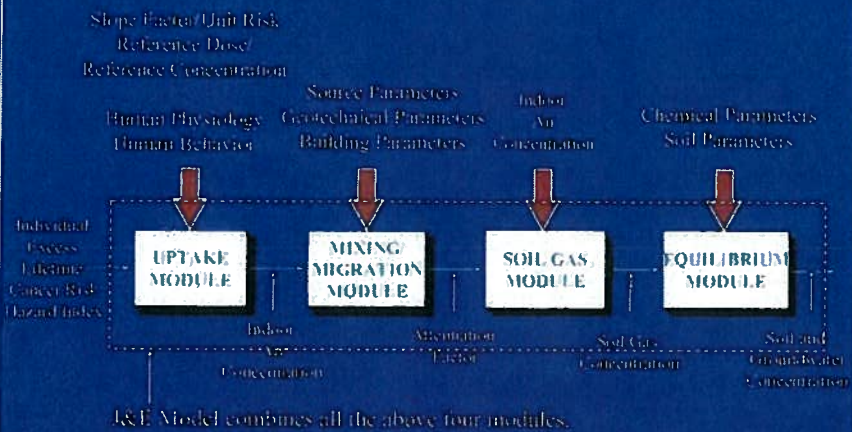 Slope Factor/Unit Risk
Reference Dose/
Reference Concentration
Human Physiology
Human Behavior
Source Parameters
Geotechnical Parameters
Building Parameters
Indoor
Air
Concentration
Chemical Parameters
Soil Parameters
Individual
Excess
Lifetime
Cancer Risk
Hazard Index
UPTAKE
MODULE
MIXING/
MIGRATION
MODULE
SOIL GAS
MODULE
EQUILIBRIUM
MODULE
Indoor
Air
Concentration
Attenuation
Factor
Soil Gas
Concentration
Soil and
Groundwater
Concentration
J&E Model combines all the above four modules.